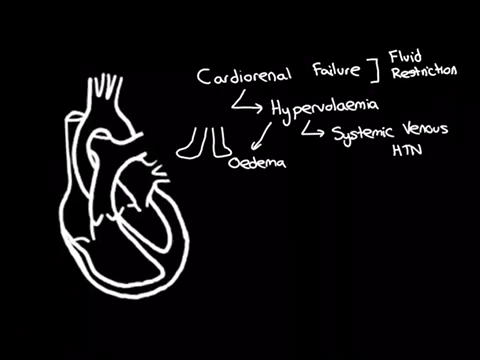 Cardiorenal Failure ] Fluid
Restriction
Hypervolaemia
Systemic Venous
HTN
Oedema